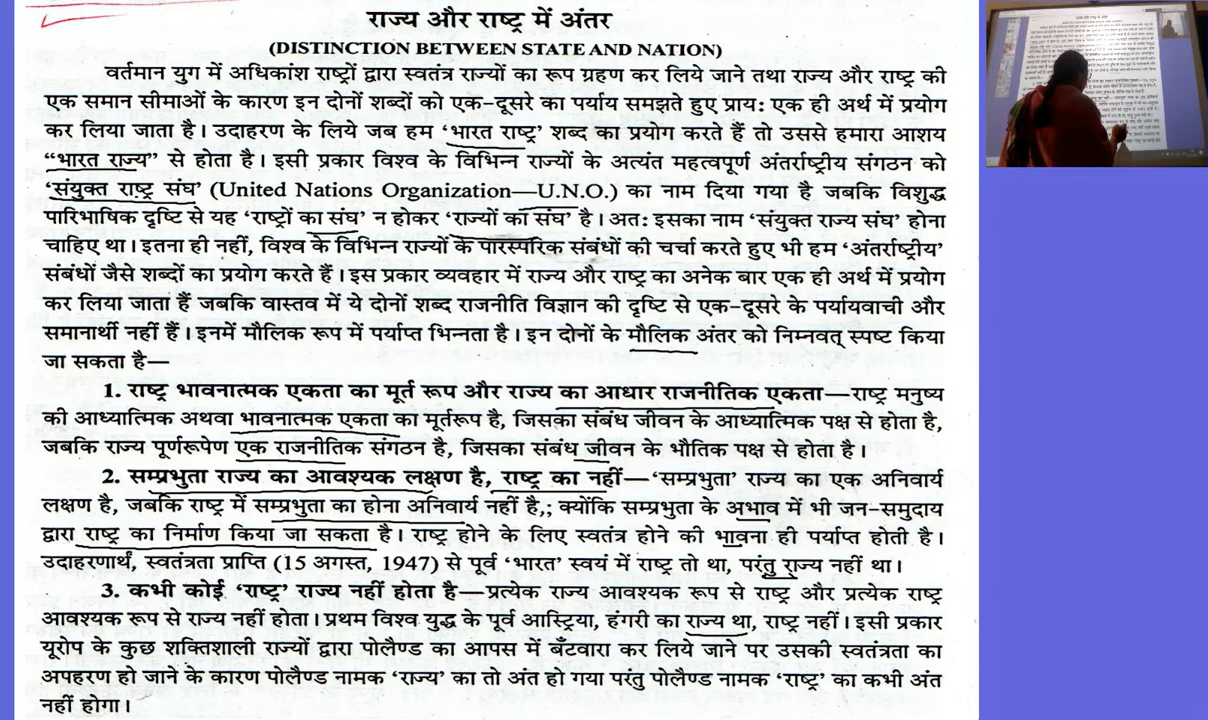 राज्य और राष्ट्र में अंतर
(DISTINCTION BETWEEN STATE AND NATION)
वर्तमान युग में अधिकांश राष्ट्रों द्वारा स्वतंत्र राज्यों का रूप ग्रहण कर लिये जाने तथा राज्य और राष्ट्र की
एक समान सीमाओं के कारण इन दोनों शब्दों को एक-दूसरे का पर्याय समझते हुए प्राय: एक ही अर्थ में प्रयोग
कर लिया जाता है। उदाहरण के लिये जब हम 'भारत राष्ट्र' शब्द का प्रयोग करते हैं तो उससे हमारा आशय
"भारत राज्य" से होता है। इसी प्रकार विश्व के विभिन्न राज्यों के अत्यंत महत्वपूर्ण अंतर्राष्ट्रीय संगठन को
'संयुक्त राष्ट्र संघ' (United Nations Organization—U.N.O.) का नाम दिया गया है जबकि विशुद्ध
पारिभाषिक दृष्टि से यह 'राष्ट्रों का संघ' न होकर 'राज्यों का संघ' है। अत: इसका नाम 'संयुक्त राज्य संघ' होना
चाहिए था। इतना ही नहीं, विश्व के विभिन्न राज्यों के पारस्परिक संबंधों की चर्चा करते हुए भी हम 'अंतर्राष्ट्रीय'
संबंधों जैसे शब्दों का प्रयोग करते हैं। इस प्रकार व्यवहार में राज्य और राष्ट्र का अनेक बार एक ही अर्थ में प्रयोग
कर लिया जाता हैं जबकि वास्तव में ये दोनों शब्द राजनीति विज्ञान की दृष्टि से एक-दूसरे के पर्यायवाची और
समानार्थी नहीं हैं। इनमें मौलिक रूप में पर्याप्त भिन्नता है। इन दोनों के मौलिक अंतर को निम्नवत् स्पष्ट किया
जा सकता है—
1. राष्ट्र भावनात्मक एकता का मूर्त रूप और राज्य का आधार राजनीतिक एकता—राष्ट्र मनुष्य
की आध्यात्मिक अथवा भावनात्मक एकता का मूर्तरूप है, जिसका संबंध जीवन के आध्यात्मिक पक्ष से होता है,
जबकि राज्य पूर्णरूपेण एक राजनीतिक संगठन है, जिसका संबंध जीवन के भौतिक पक्ष से होता है।
2. सम्प्रभुता राज्य का आवश्यक लक्षण है, राष्ट्र का नहीं—'सम्प्रभुता' राज्य का एक अनिवार्य
लक्षण है, जबकि राष्ट्र में सम्प्रभुता का होना अनिवार्य नहीं है,; क्योंकि सम्प्रभुता के अभाव में भी जन-समुदाय
द्वारा राष्ट्र का निर्माण किया जा सकता है। राष्ट्र होने के लिए स्वतंत्र होने की भावना ही पर्याप्त होती है।
उदाहरणार्थ, स्वतंत्रता प्राप्ति (15 अगस्त, 1947) से पूर्व 'भारत' स्वयं में राष्ट्र तो था, परंतु राज्य नहीं था।
3. कभी कोई 'राष्ट्र' राज्य नहीं होता है—प्रत्येक राज्य आवश्यक रूप से राष्ट्र और प्रत्येक राष्ट्र
आवश्यक रूप से राज्य नहीं होता। प्रथम विश्व युद्ध के पूर्व आस्ट्रिया, हंगरी का राज्य था, राष्ट्र नहीं। इसी प्रकार
यूरोप के कुछ शक्तिशाली राज्यों द्वारा पोलैण्ड का आपस में बँटवारा कर लिये जाने पर उसकी स्वतंत्रता का
अपहरण हो जाने के कारण पोलैण्ड नामक 'राज्य' का तो अंत हो गया परंतु पोलैण्ड नामक 'राष्ट्र' का कभी अंत
नहीं होगा।